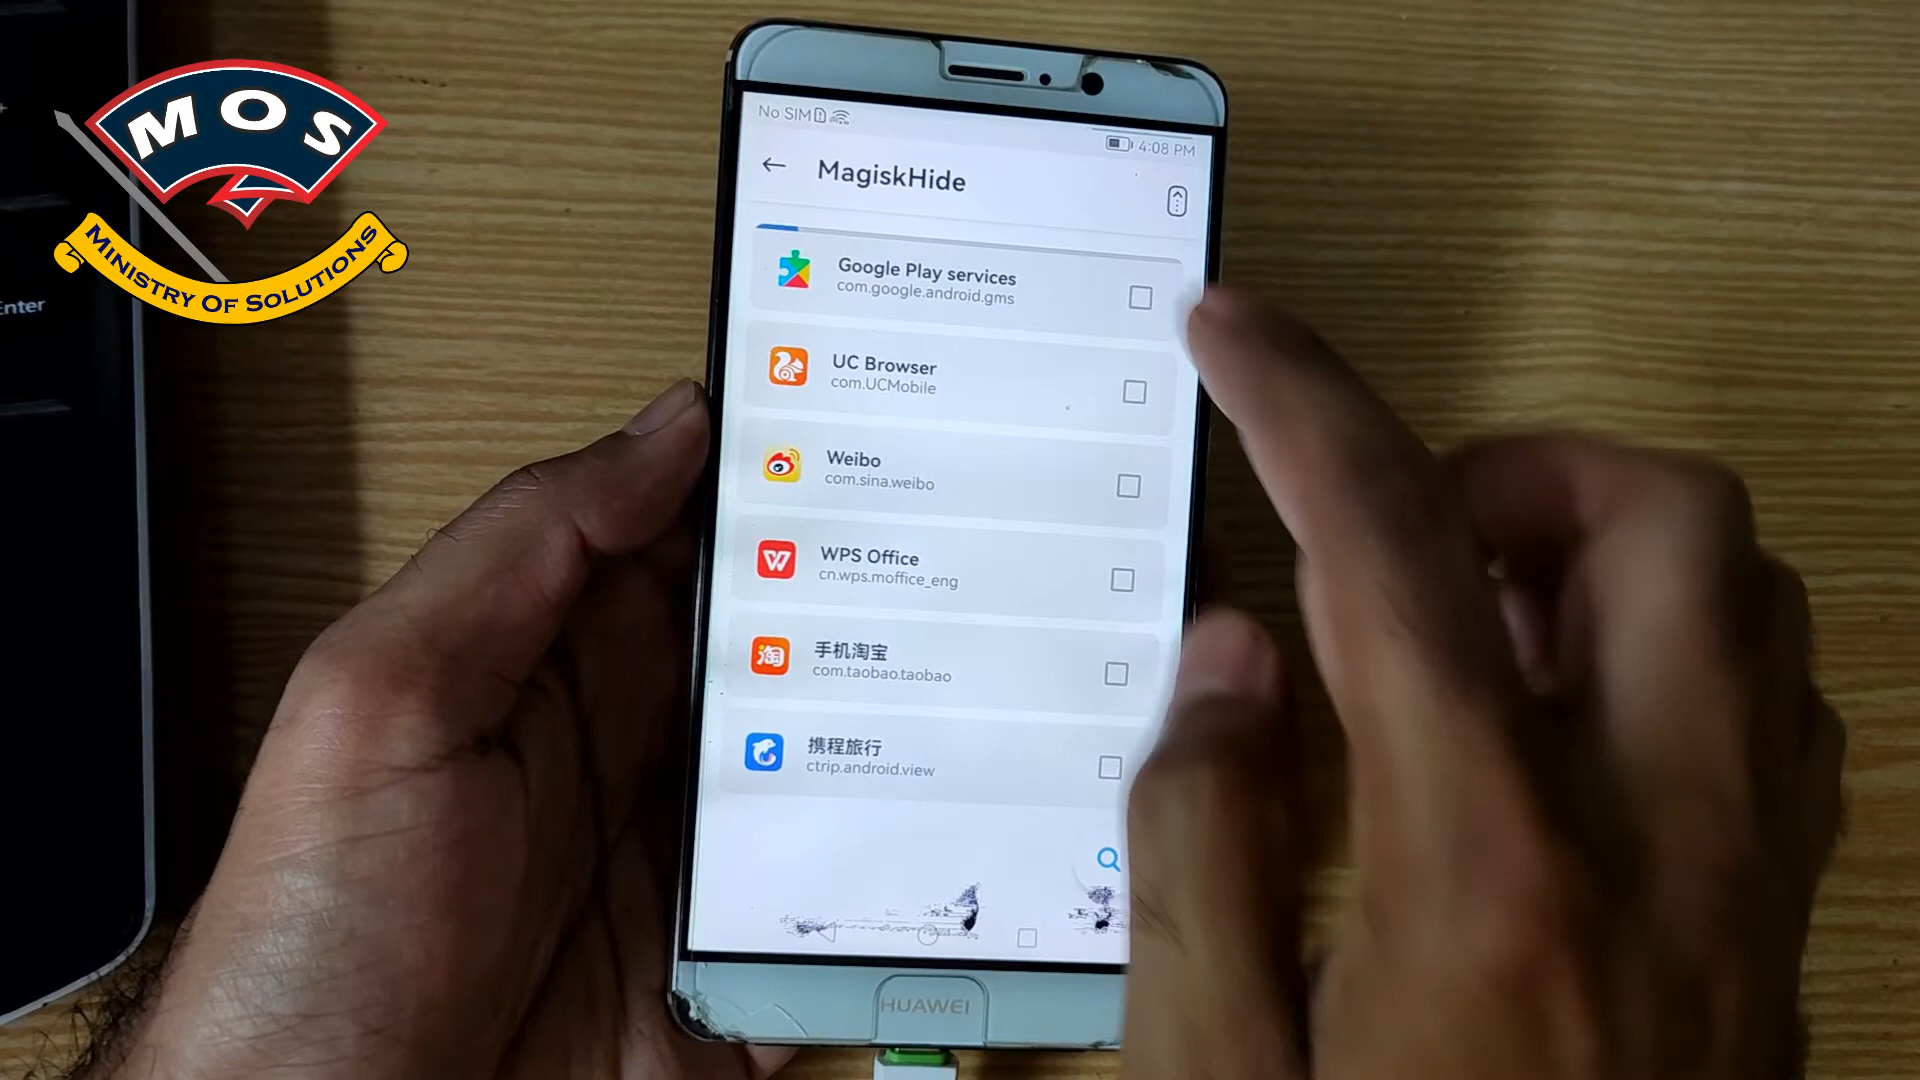 MOS
MINISTRY OF SOLUTIONS
Enter
No SIM
4:08 PM
MagiskHide
Google Play services
com.google.android.gms
UC Browser
com.UCMobile
Weibo
com.sina.weibo
WPS Office
cn.wps.moffice_eng
手机淘宝
com.taobao.taobao
携程旅行
ctrip.android.view
HUAWEI